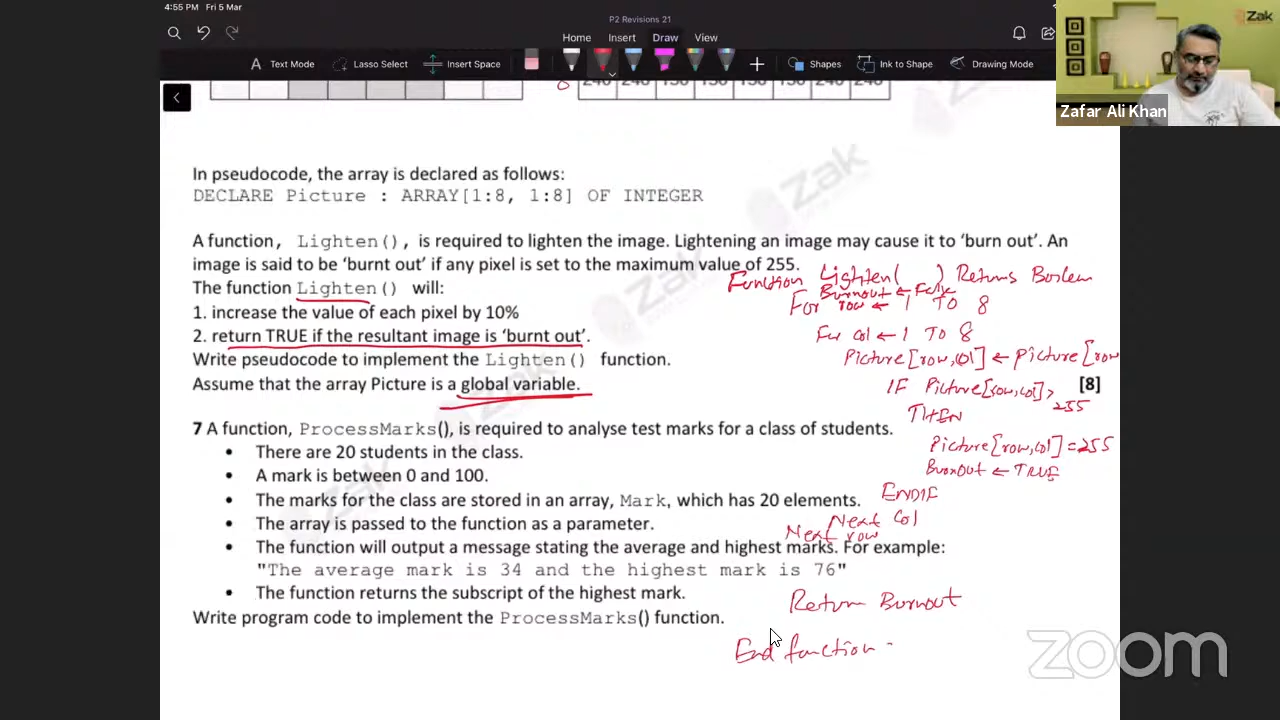 4:55 PM Fri 5 Mar
P2 Revisions 21
Home Insert Draw View
Text Mode Lasso Select Insert Space Shapes Ink to Shape Drawing Mode
Zak
Zafar Ali Khan
240 240 150 150 150 150 240 240
In pseudocode, the array is declared as follows:
DECLARE Picture : ARRAY[1:8, 1:8] OF INTEGER
A function, Lighten(), is required to lighten the image. Lightening an image may cause it to ‘burn out’. An
image is said to be ‘burnt out’ if any pixel is set to the maximum value of 255.
The function Lighten() will:
1. increase the value of each pixel by 10%
2. return TRUE if the resultant image is ‘burnt out’.
Write pseudocode to implement the Lighten() function.
Assume that the array Picture is a global variable.
[8]
Function Lighten( ) Returns Boolean
Burnout ← False
For row ← 1 TO 8
For col ← 1 TO 8
Picture[row,col] ← Picture[row
IF Picture[row,col]>
255
THEN
Picture[row,col] = 255
Burnout ← TRUE
ENDIF
Next Col
Next row
Return Burnout
End function
7 A function, ProcessMarks(), is required to analyse test marks for a class of students.
• There are 20 students in the class.
• A mark is between 0 and 100.
• The marks for the class are stored in an array, Mark, which has 20 elements.
• The array is passed to the function as a parameter.
• The function will output a message stating the average and highest marks. For example:
"The average mark is 34 and the highest mark is 76"
• The function returns the subscript of the highest mark.
Write program code to implement the ProcessMarks() function.
zoom